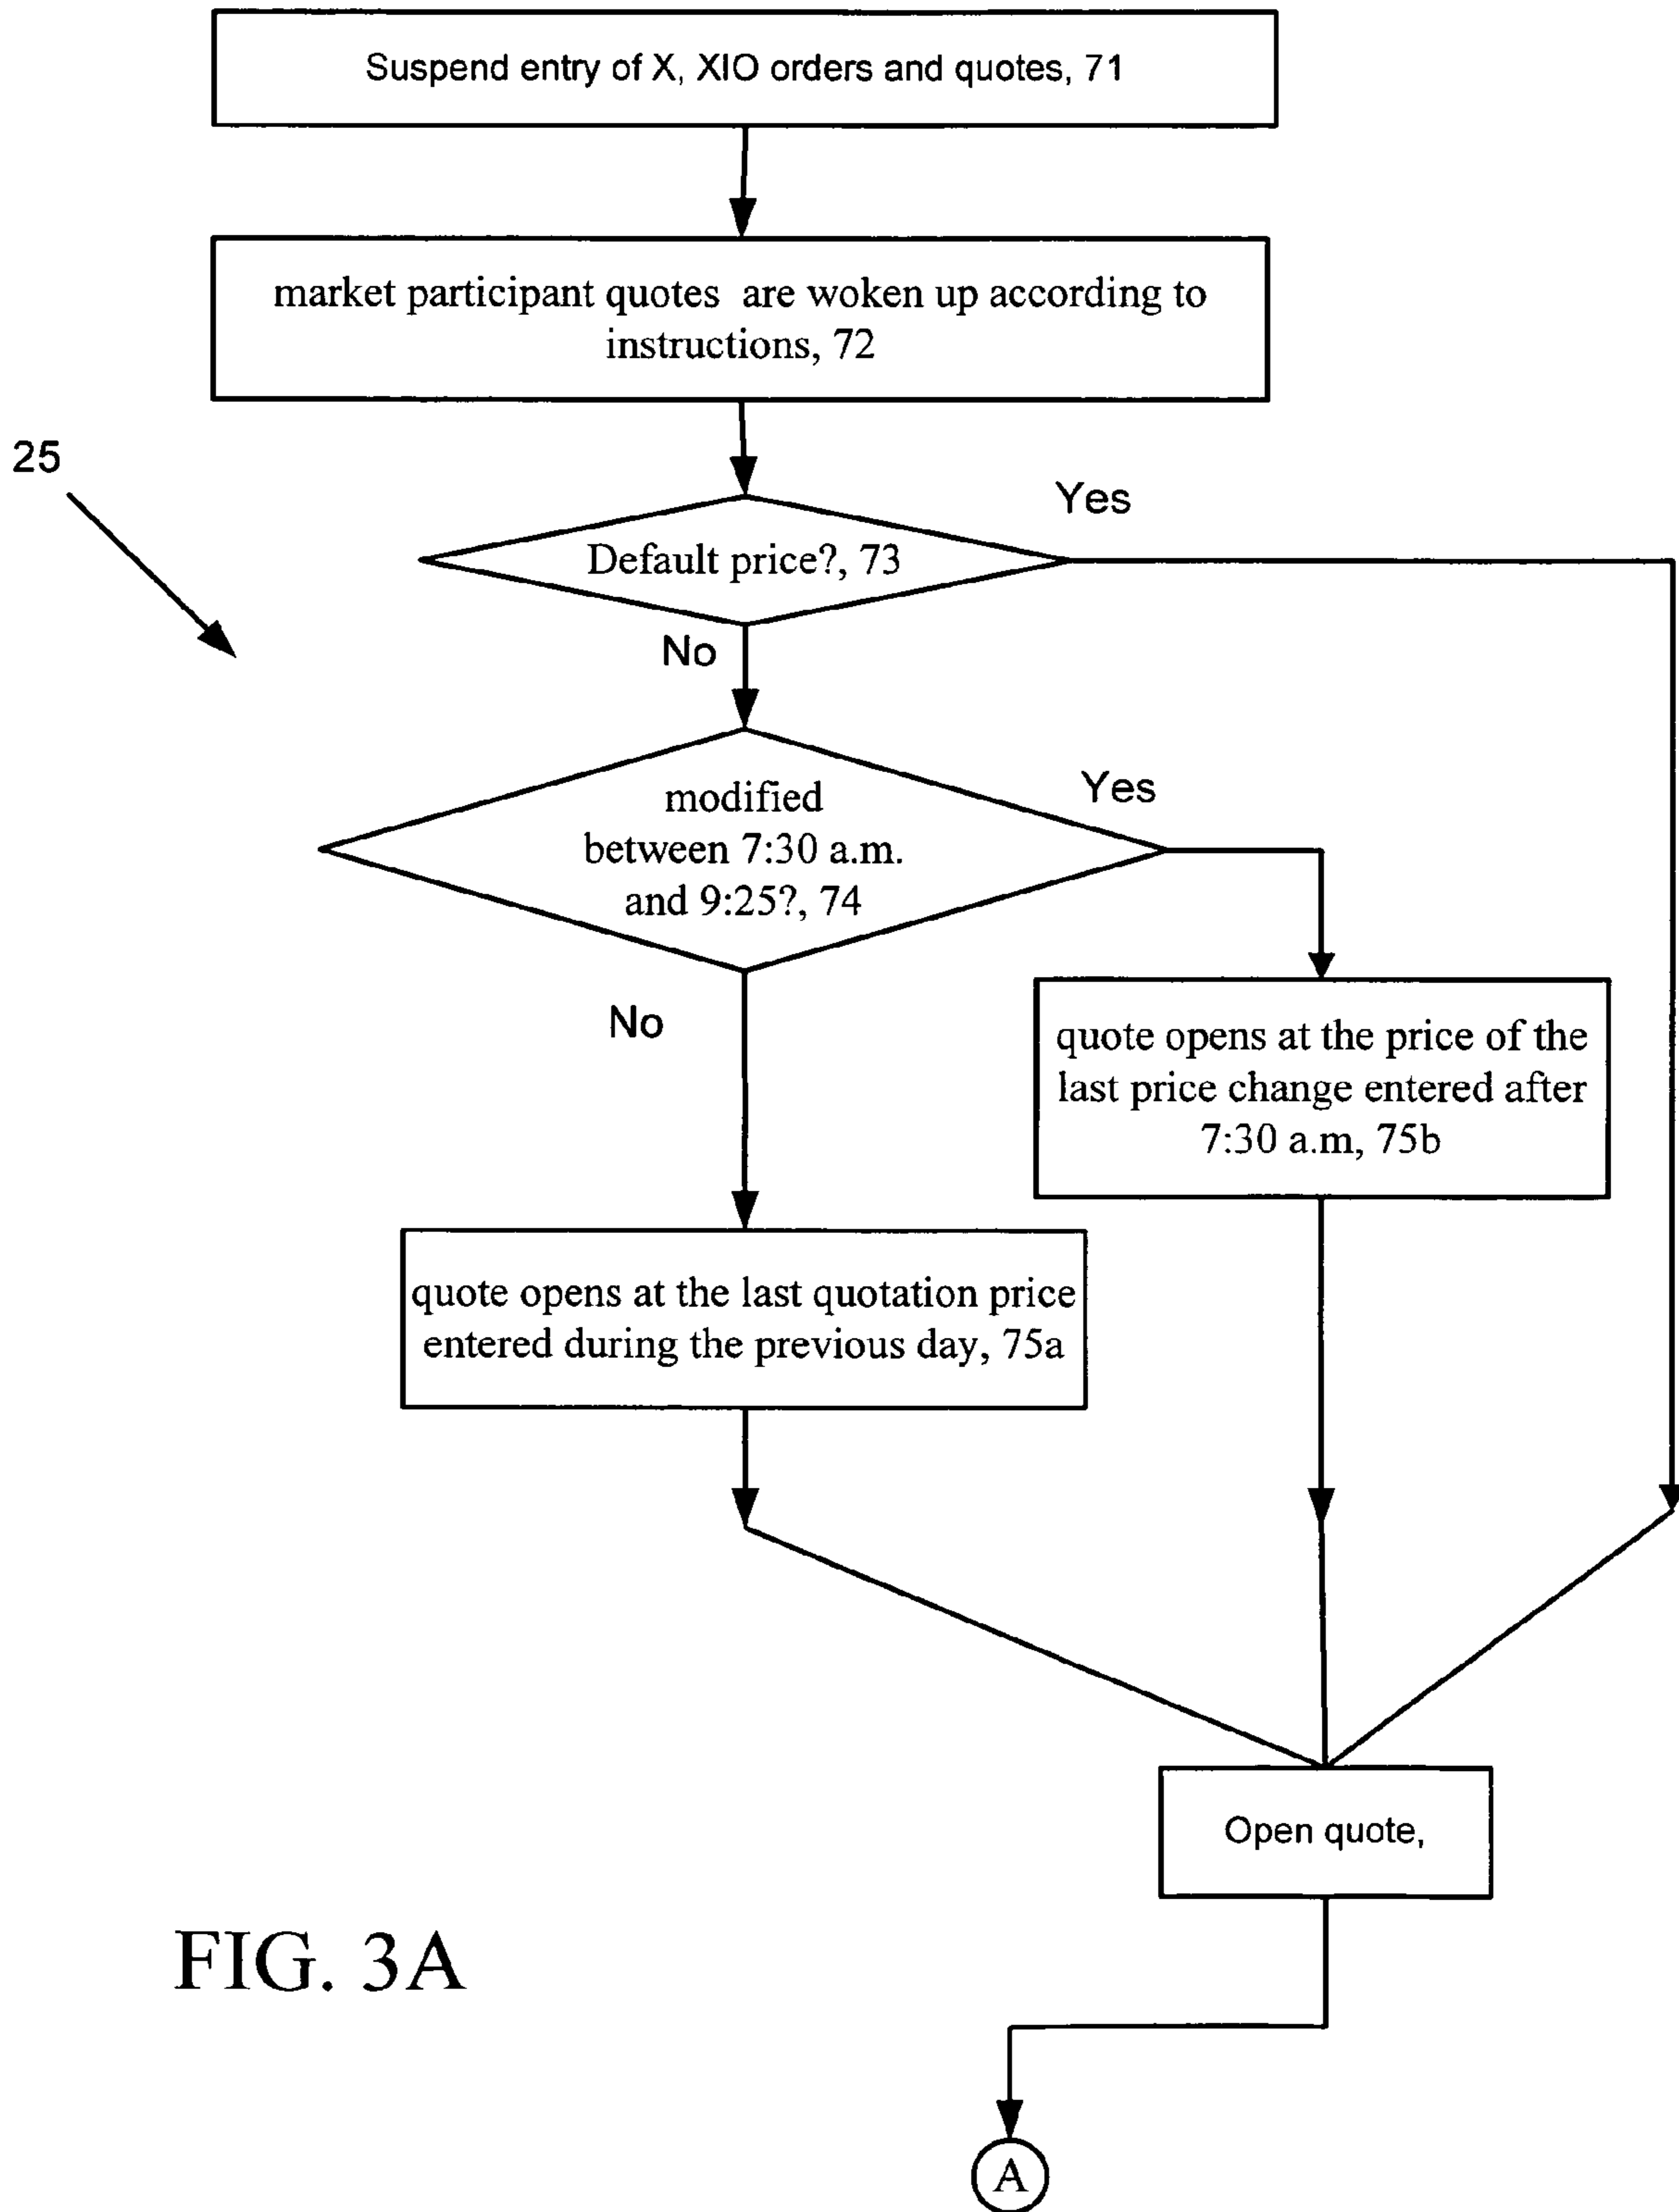 Suspend entry of X, XIO orders and quotes, 71
market participant quotes are woken up according to
instructions, 72
25
Yes
Default price?, 73
No
modified
between 7:30 a.m.
and 9:25?, 74
Yes
No
quote opens at the price of the
last price change entered after
7:30 a.m, 75b
quote opens at the last quotation price
entered during the previous day, 75a
Open quote,
FIG. 3A
A